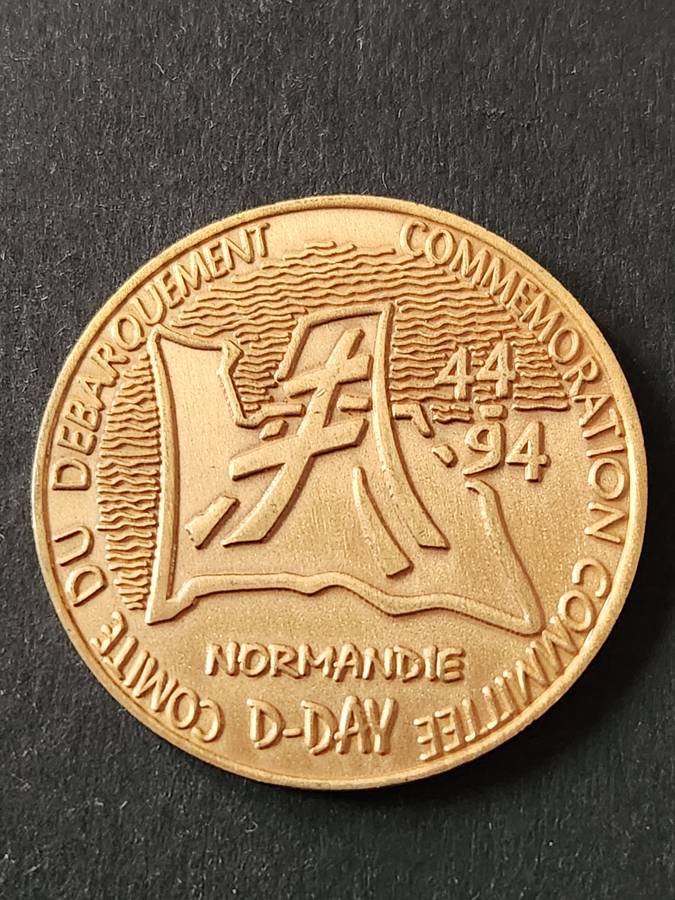 COMITE DU DEBARQUEMENT
COMMEMORATION COMMITTEE
44
94
NORMANDIE
D-DAY